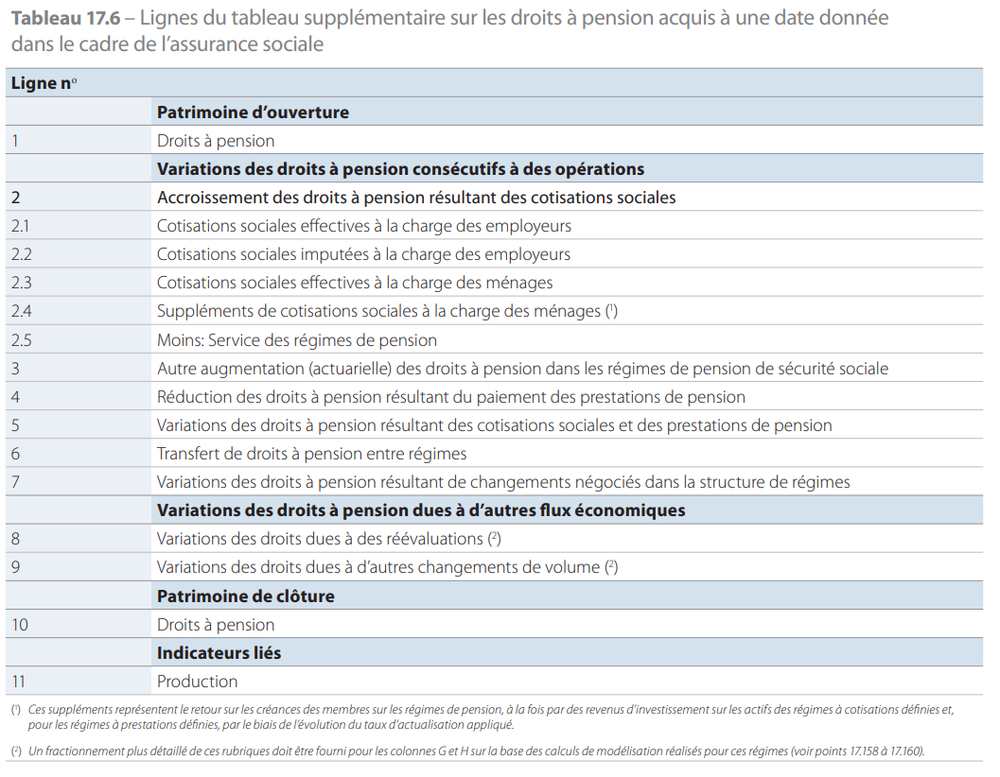 Tableau 17.6 – Lignes du tableau supplémentaire sur les droits à pension acquis à une date donnée
dans le cadre de l’assurance sociale
Ligne nº
Patrimoine d’ouverture
1 Droits à pension
Variations des droits à pension consécutifs à des opérations
2 Accroissement des droits à pension résultant des cotisations sociales
2.1 Cotisations sociales effectives à la charge des employeurs
2.2 Cotisations sociales imputées à la charge des employeurs
2.3 Cotisations sociales effectives à la charge des ménages
2.4 Suppléments de cotisations sociales à la charge des ménages (¹)
2.5 Moins: Service des régimes de pension
3 Autre augmentation (actuarielle) des droits à pension dans les régimes de pension de sécurité sociale
4 Réduction des droits à pension résultant du paiement des prestations de pension
5 Variations des droits à pension résultant des cotisations sociales et des prestations de pension
6 Transfert de droits à pension entre régimes
7 Variations des droits à pension résultant de changements négociés dans la structure de régimes
Variations des droits à pension dues à d’autres flux économiques
8 Variations des droits dues à des réévaluations (²)
9 Variations des droits dues à d’autres changements de volume (²)
Patrimoine de clôture
10 Droits à pension
Indicateurs liés
11 Production
(¹) Ces suppléments représentent le retour sur les créances des membres sur les régimes de pension, à la fois par des revenus d’investissement sur les actifs des régimes à cotisations définies et,
pour les régimes à prestations définies, par le biais de l’évolution du taux d’actualisation appliqué.
(²) Un fractionnement plus détaillé de ces rubriques doit être fourni pour les colonnes G et H sur la base des calculs de modélisation réalisés pour ces régimes (voir points 17.158 à 17.160).